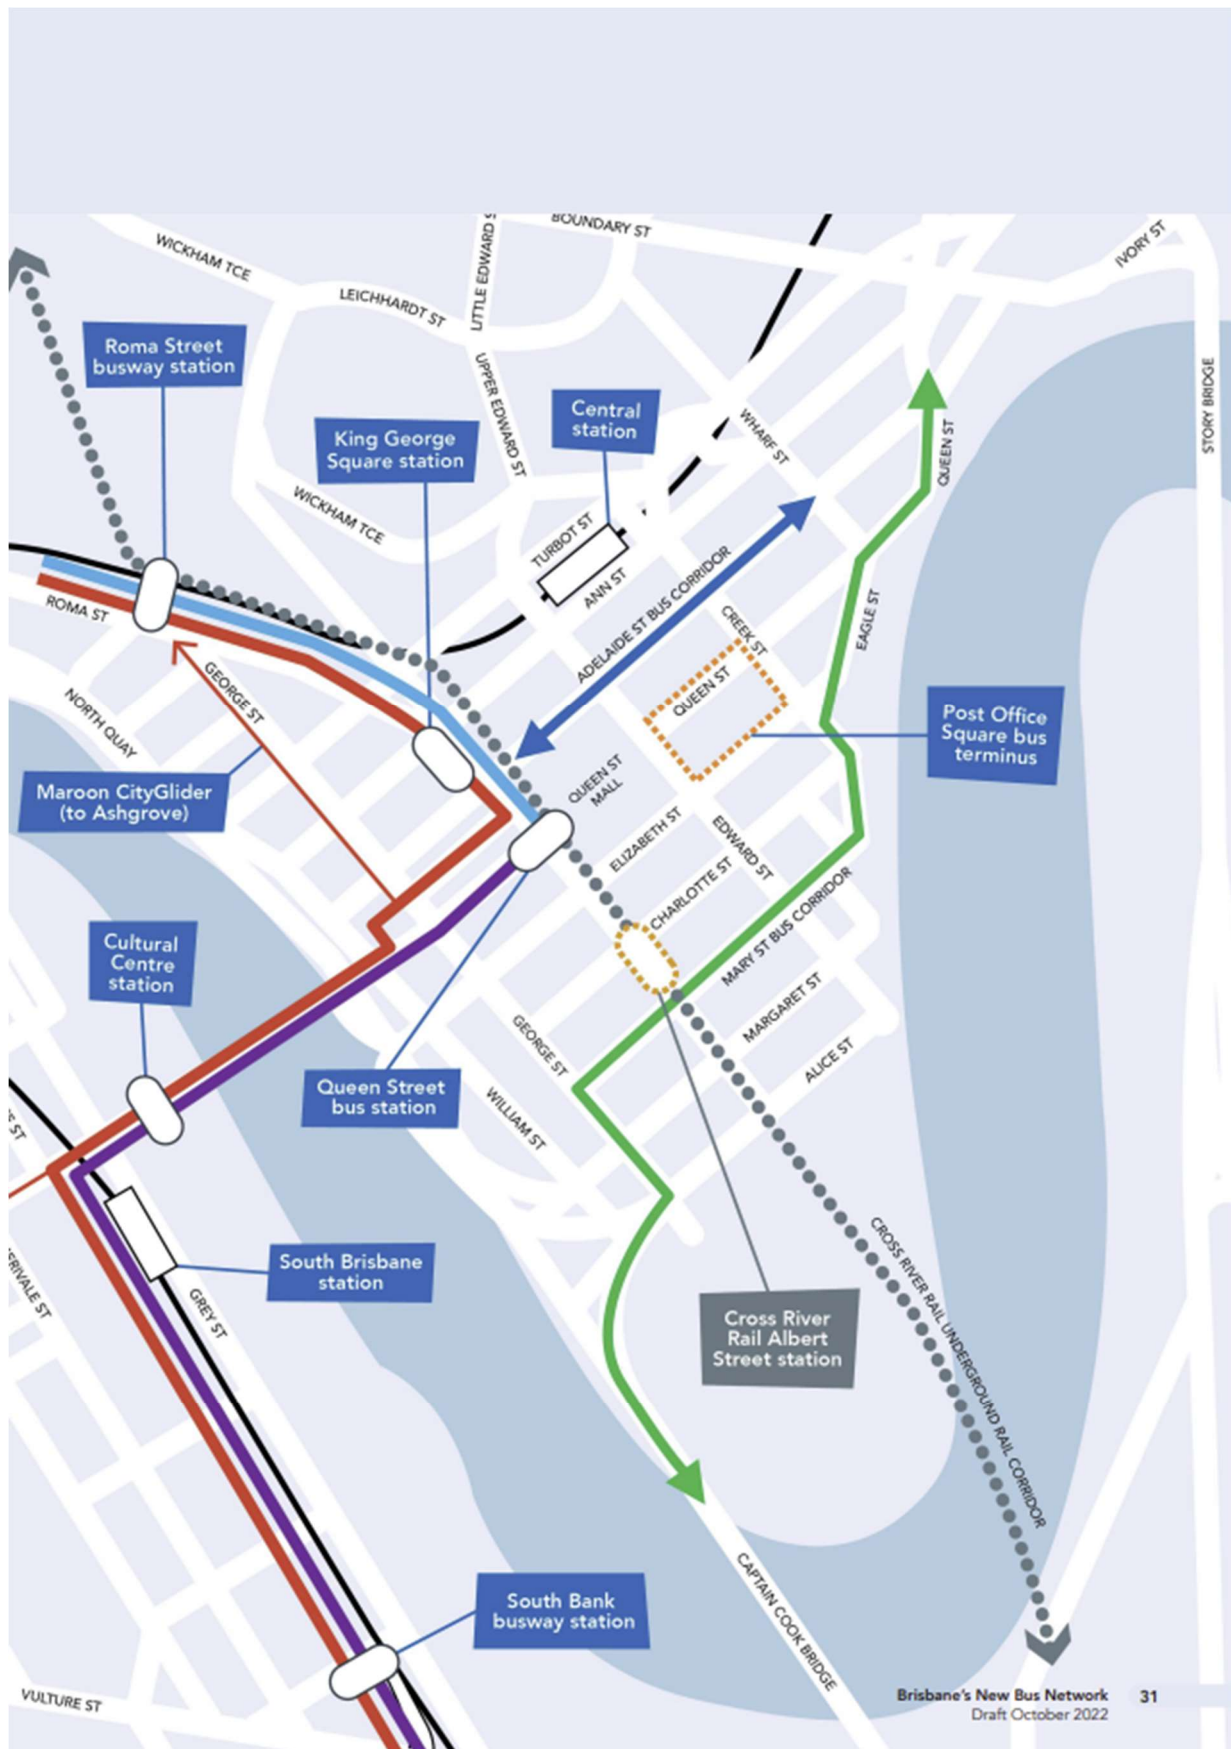 BOUNDARY ST
IVORY ST
WICKHAM TCE
LITTLE EDWARD S
LEICHHARDT ST
Roma Street
busway station
UPPER EDWARD ST
Central
station
STORY BRIDGE
King George
Square station
WHARF ST
QUEEN ST
WICKHAM TCE
TURBOT ST
ANN ST
ADELAIDE ST BUS CORRIDOR
ROMA ST
CREEK ST
EAGLE ST
GEORGE ST
QUEEN ST
NORTH QUAY
Post Office
Square bus
terminus
Maroon CityGlider
(to Ashgrove)
QUEEN ST
MALL
ELIZABETH ST
EDWARD ST
CHARLOTTE ST
MARY ST BUS CORRIDOR
Cultural
Centre
station
MARGARET ST
GEORGE ST
ALICE ST
Queen Street
bus station
WILLIAM ST
E ST
South Brisbane
station
ERIVALE ST
GREY ST
CROSS RIVER RAIL UNDERGROUND RAIL CORRIDOR
Cross River
Rail Albert
Street station
South Bank
busway station
CAPTAIN COOK BRIDGE
VULTURE ST
Brisbane's New Bus Network 31
Draft October 2022